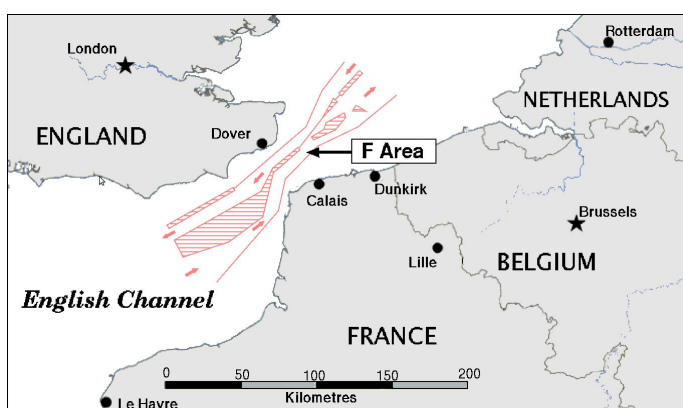 London
Rotterdam
NETHERLANDS
ENGLAND
Dover
F Area
Calais
Dunkirk
Brussels
Lille
BELGIUM
English Channel
FRANCE
0 50 100 150 200
Kilometres
Le Havre